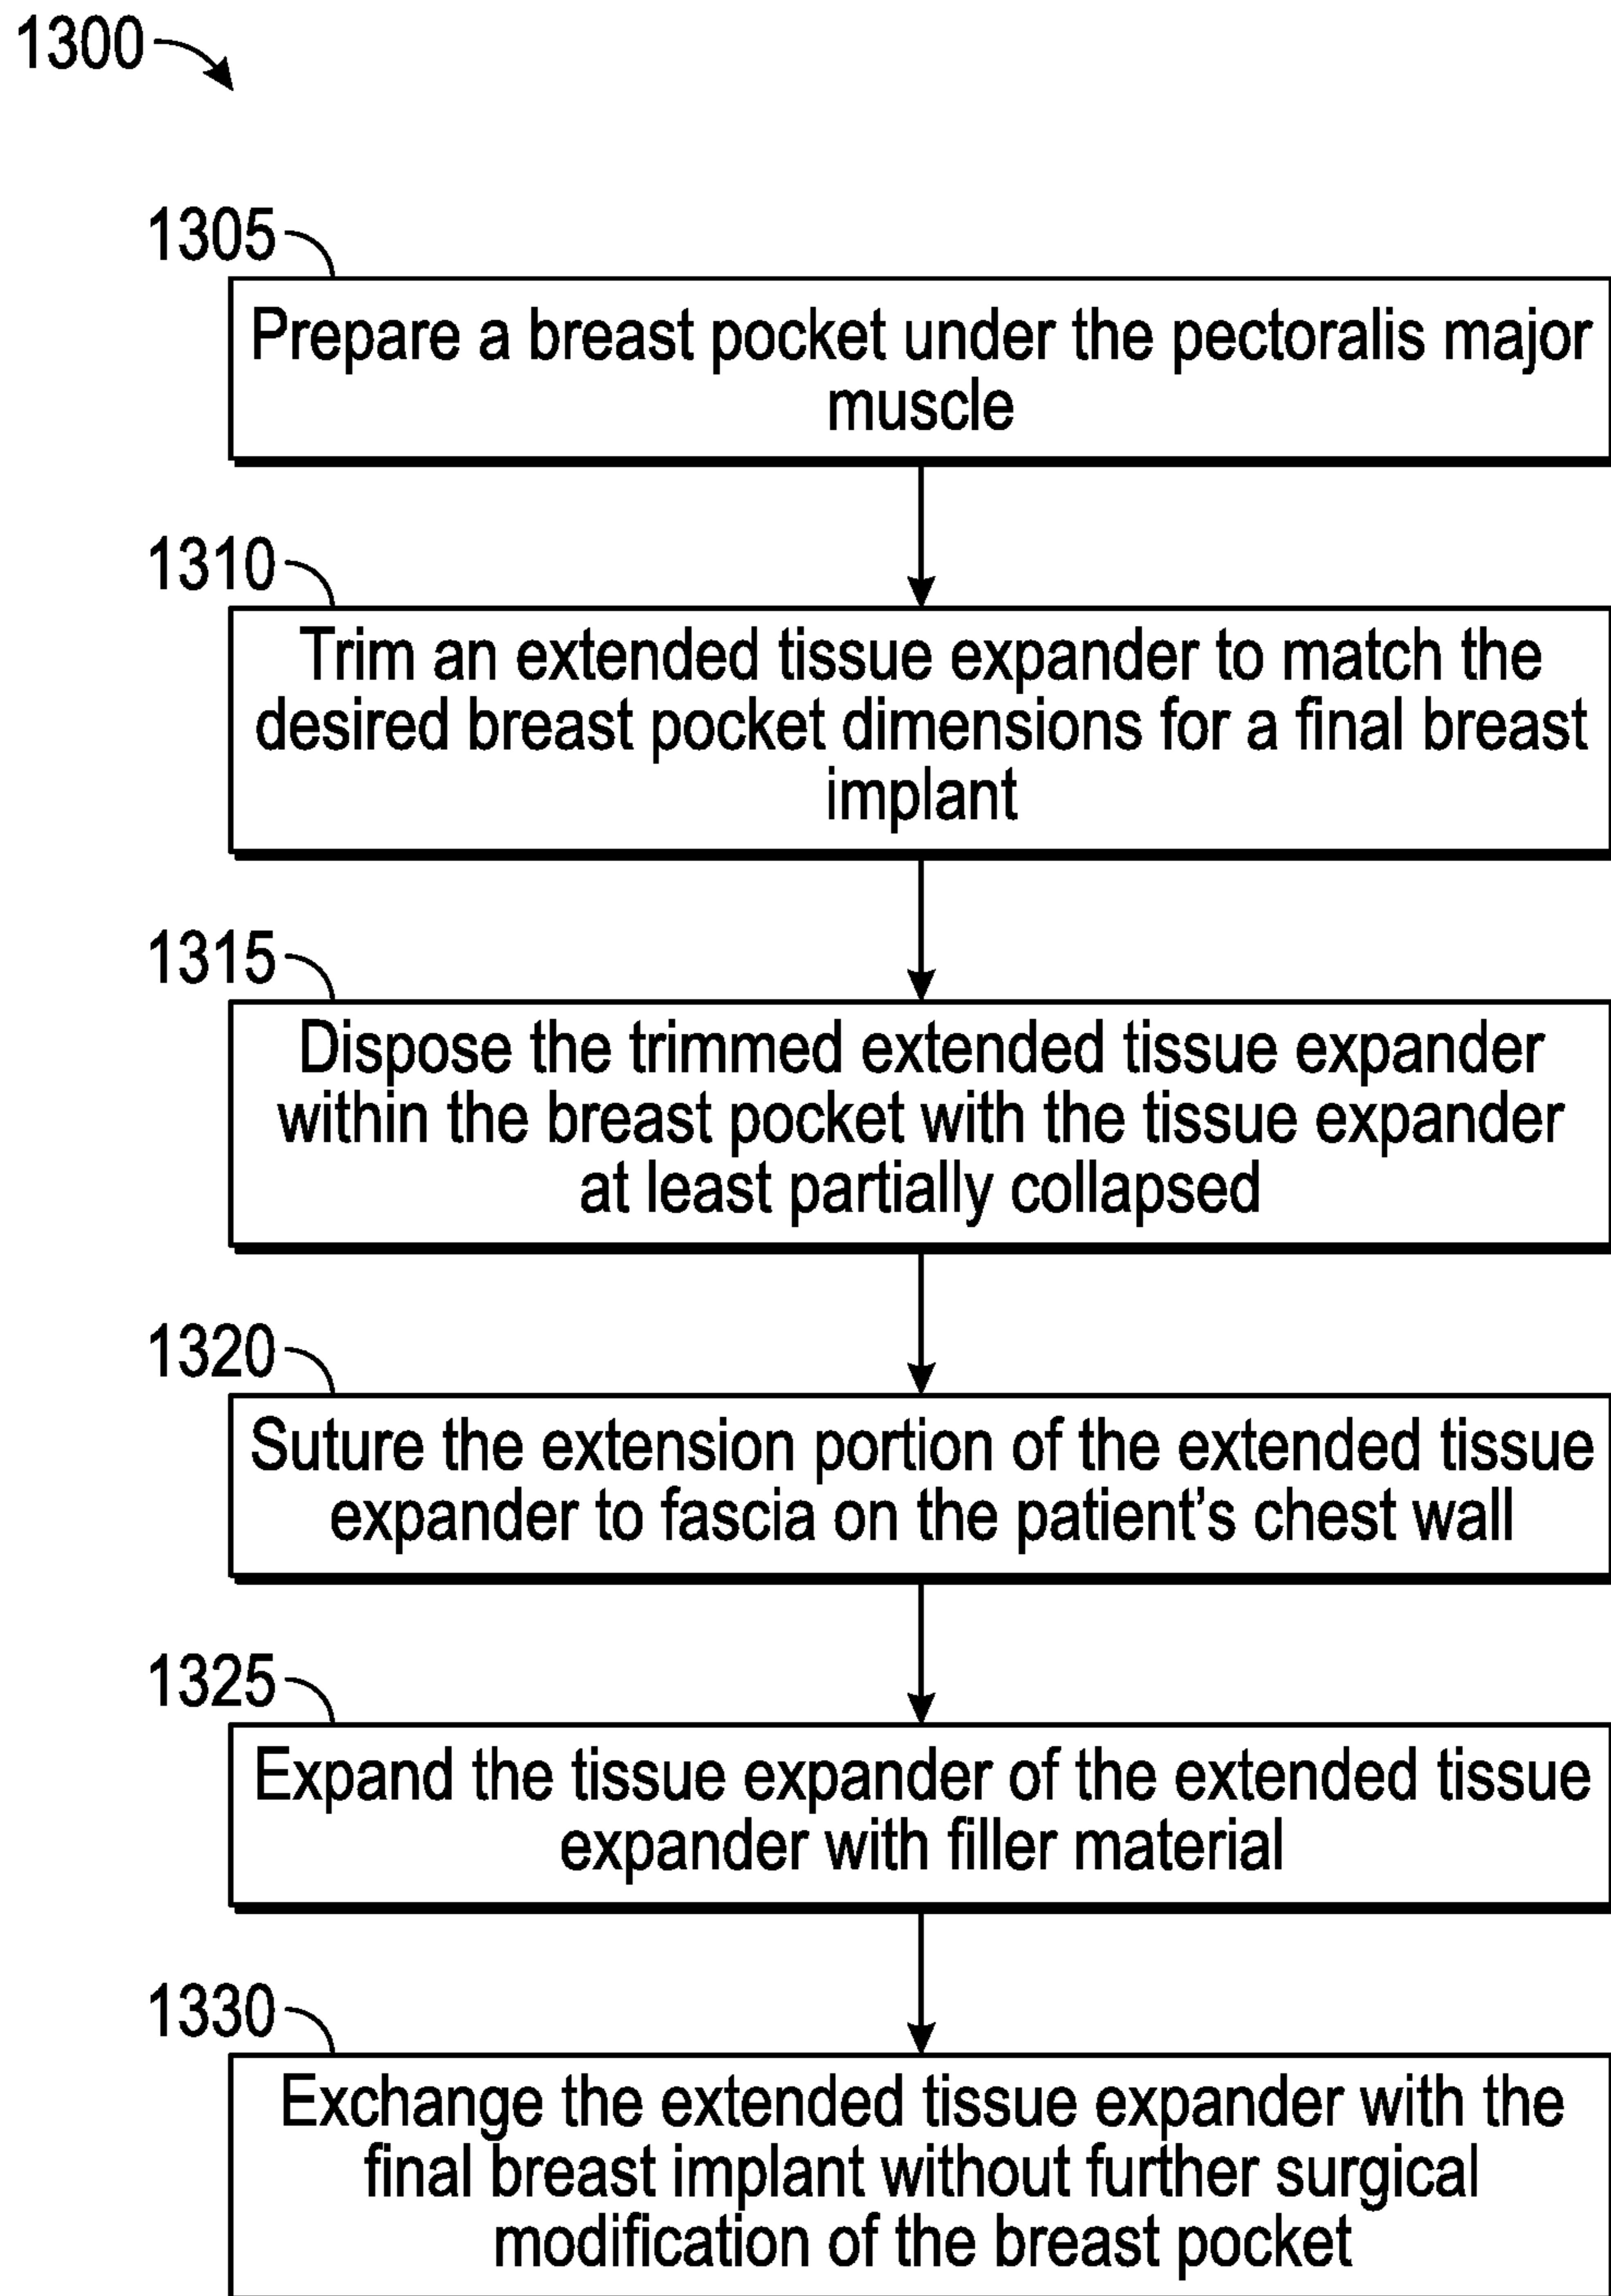 1300
1305
Prepare a breast pocket under the pectoralis major
muscle
1310
Trim an extended tissue expander to match the
desired breast pocket dimensions for a final breast
implant
1315
Dispose the trimmed extended tissue expander
within the breast pocket with the tissue expander
at least partially collapsed
1320
Suture the extension portion of the extended tissue
expander to fascia on the patient’s chest wall
1325
Expand the tissue expander of the extended tissue
expander with filler material
1330
Exchange the extended tissue expander with the
final breast implant without further surgical
modification of the breast pocket